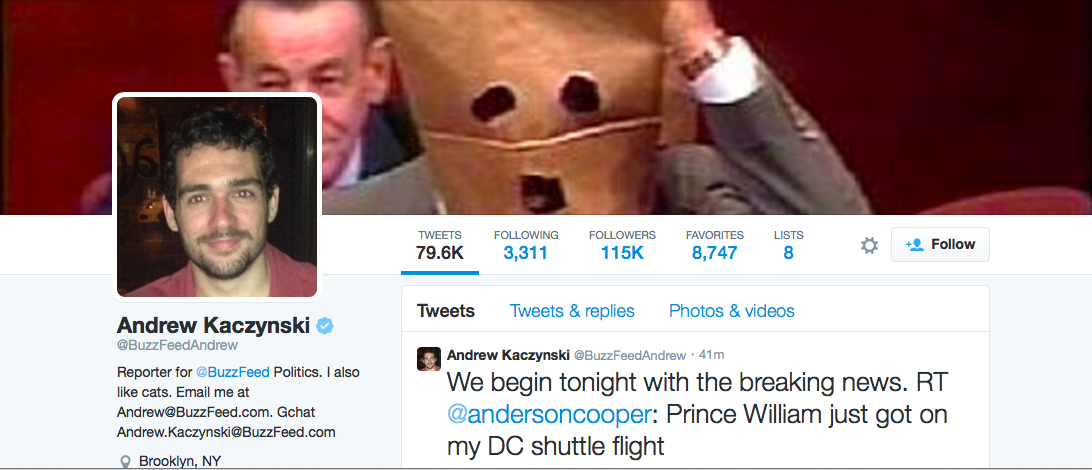 TWEETS
79.6K
FOLLOWING
3,311
FOLLOWERS
115K
FAVORITES
8,747
LISTS
8
Follow
Andrew Kaczynski
@BuzzFeedAndrew
Reporter for @BuzzFeed Politics. I also
like cats. Email me at
Andrew@BuzzFeed.com. Gchat
Andrew.Kaczynski@BuzzFeed.com
Brooklyn, NY
Tweets Tweets & replies Photos & videos
Andrew Kaczynski @BuzzFeedAndrew · 41m
We begin tonight with the breaking news. RT
@andersoncooper: Prince William just got on
my DC shuttle flight